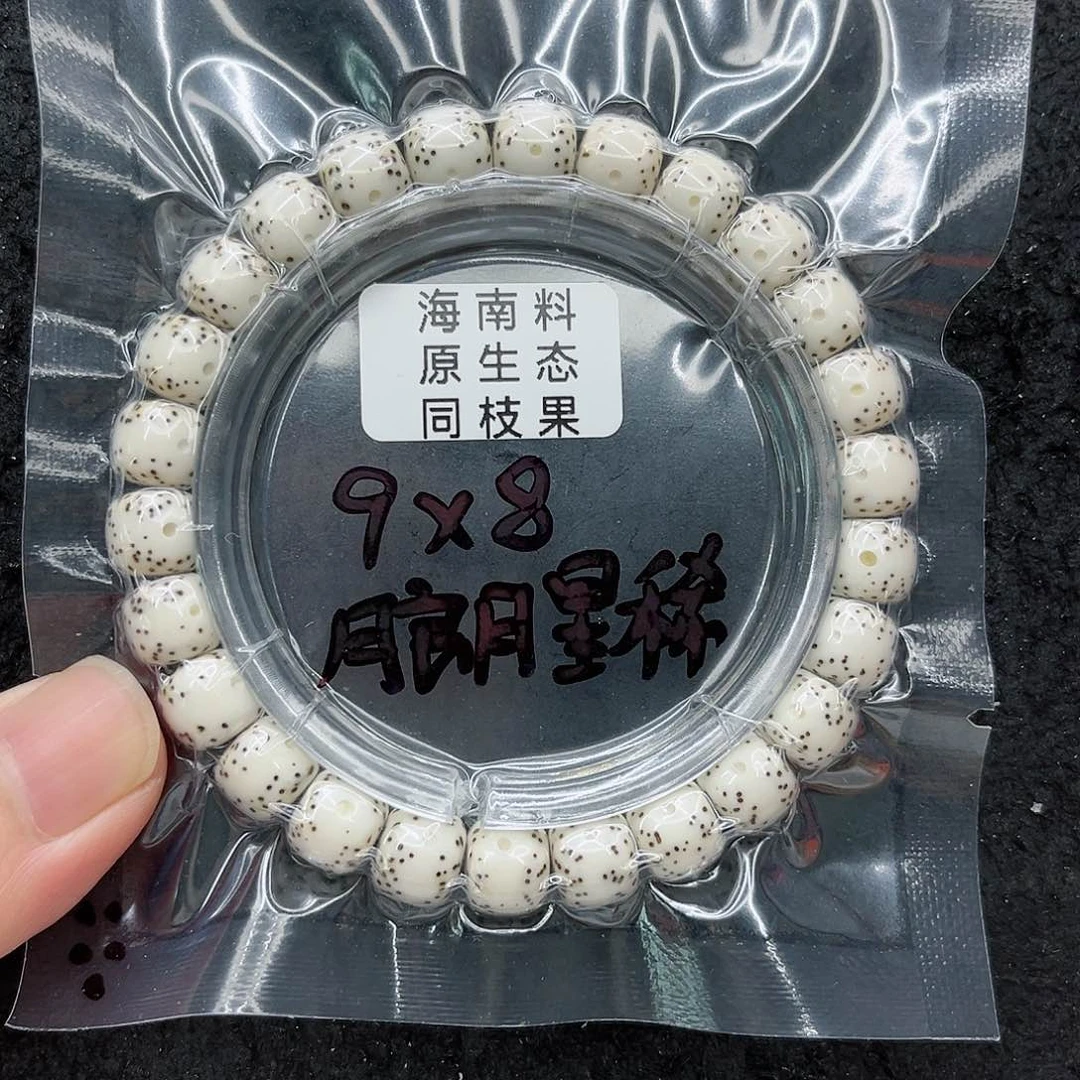 海南料
原生态
同枝果
9x8
月朗星稀